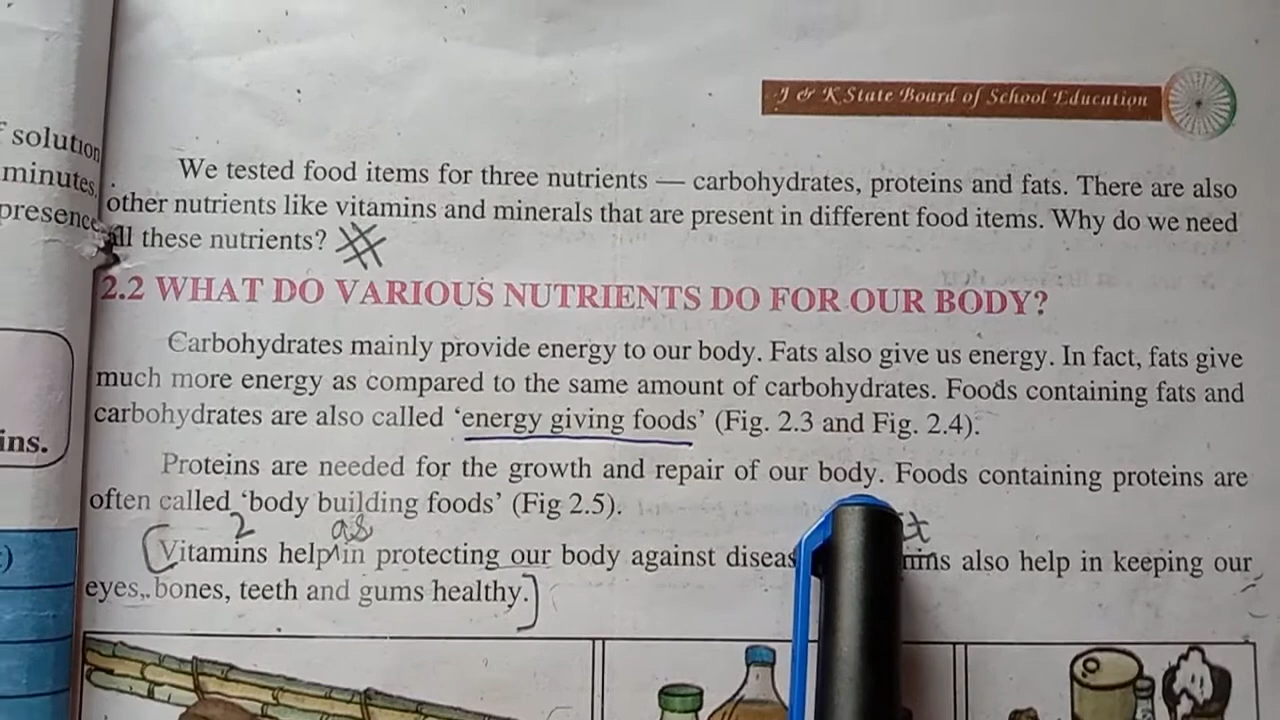 J & K State Board of School Education
solution
minutes,
presence
We tested food items for three nutrients — carbohydrates, proteins and fats. There are also
other nutrients like vitamins and minerals that are present in different food items. Why do we need
all these nutrients?
2.2 WHAT DO VARIOUS NUTRIENTS DO FOR OUR BODY?
Carbohydrates mainly provide energy to our body. Fats also give us energy. In fact, fats give
much more energy as compared to the same amount of carbohydrates. Foods containing fats and
carbohydrates are also called ‘energy giving foods’ (Fig. 2.3 and Fig. 2.4).
ins.
Proteins are needed for the growth and repair of our body. Foods containing proteins are
often called ‘body building foods’ (Fig 2.5).
2 as
Vitamins help in protecting our body against also help in keeping our
eyes, bones, teeth and gums healthy.